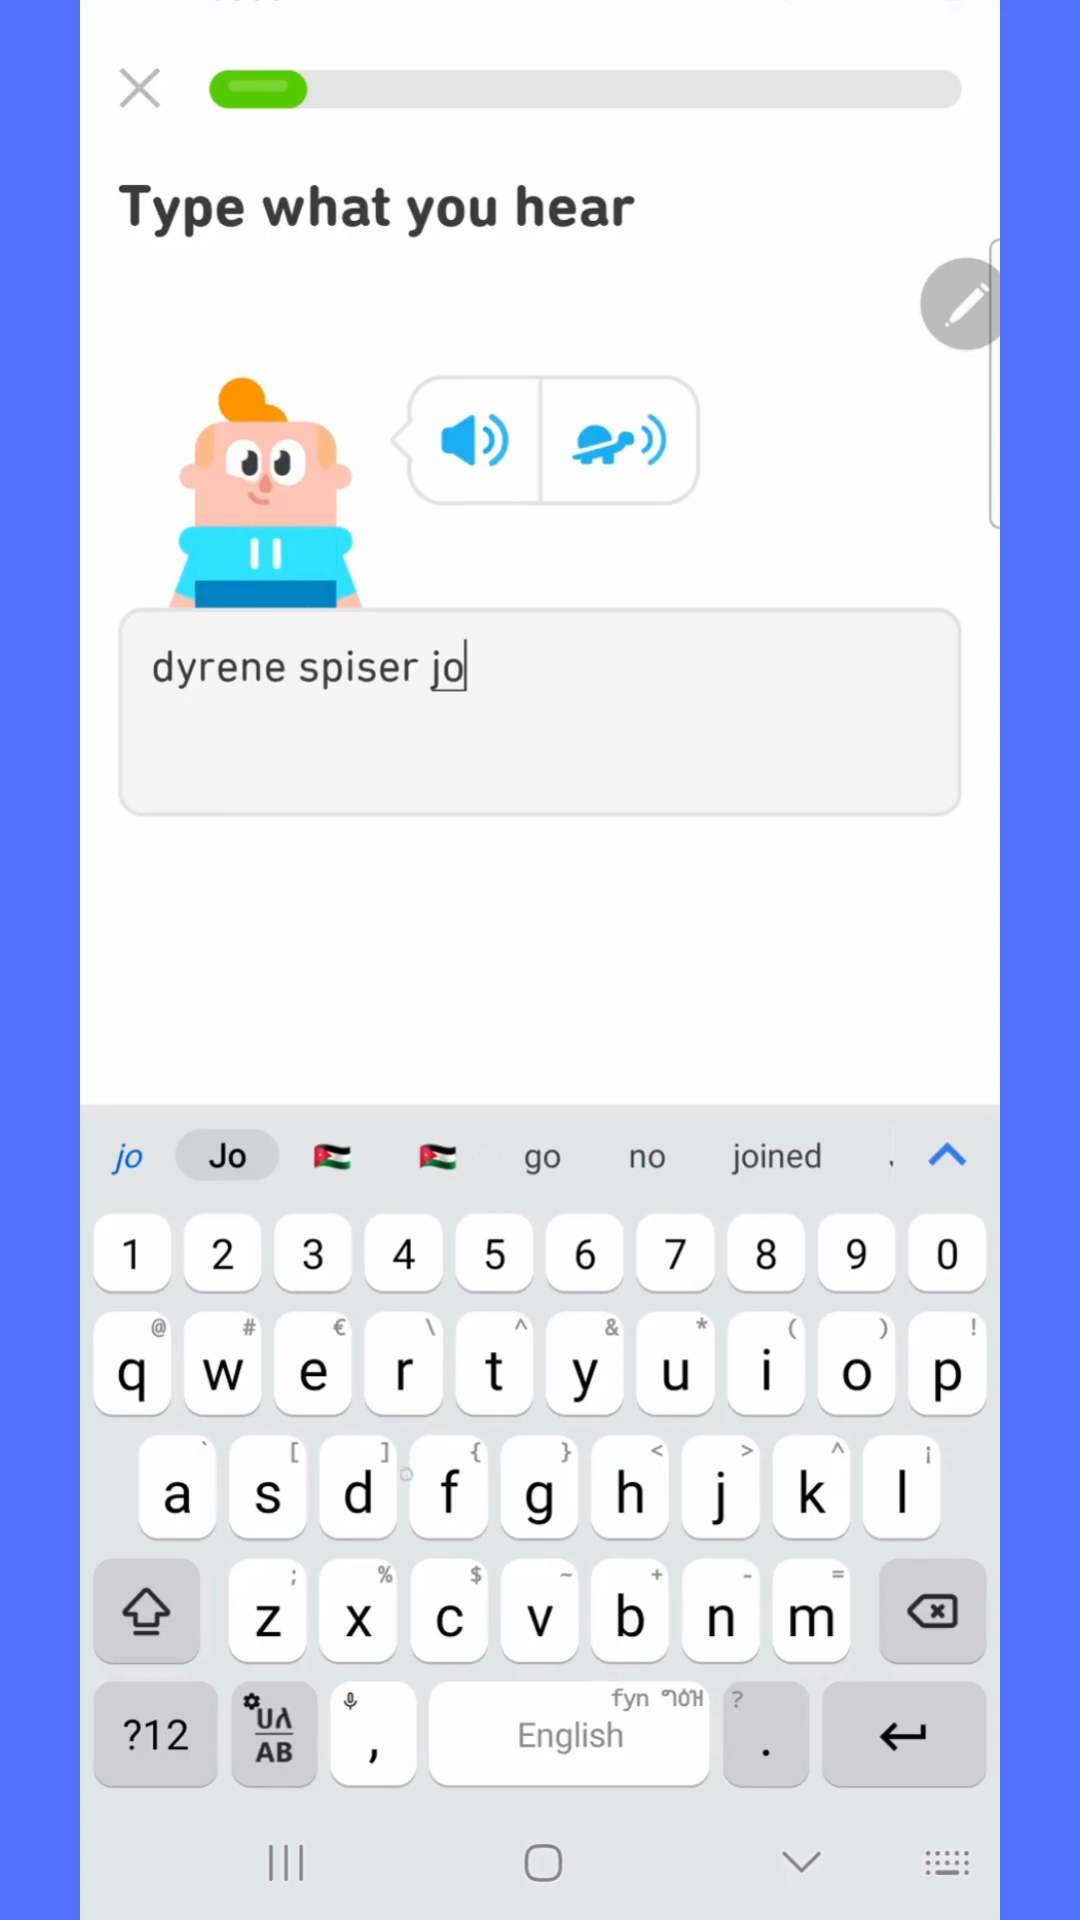 Type what you hear
dyrene spiser jo
jo Jo 🇯🇴 🇯🇴 go no joined
1 2 3 4 5 6 7 8 9 0
@ # € \ ^ & * ( ) !
q w e r t y u i o p
` [ ] { } < > ^ ¡
a s d f g h j k l
; % $ ~ + - =
z x c v b n m
fyn ?
?12 AB , English .